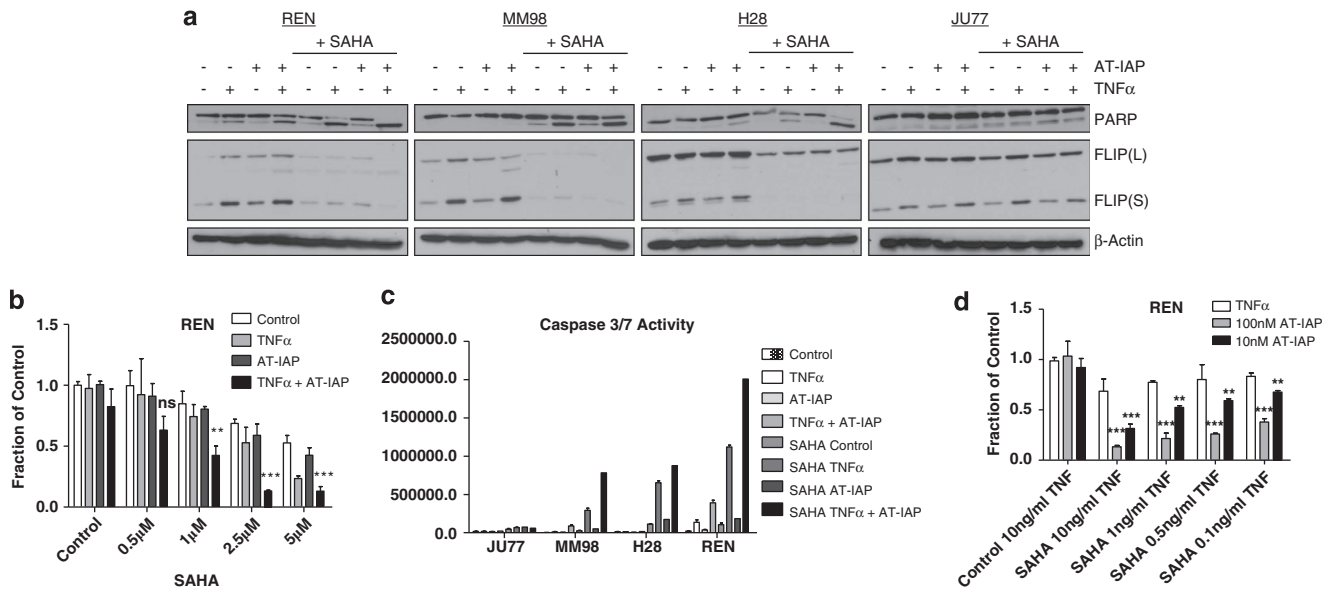 a
REN MM98 H28 JU77
+ SAHA + SAHA + SAHA + SAHA
- - + + - - + + - - + + - - + + - - + + - - + + - - + + - - + + AT-IAP
- + - + - + - + - + - + - + - + - + - + - + - + - + - + - + - + TNFα
PARP
FLIP(L)
FLIP(S)
β-Actin
b
REN
Control
TNFα
AT-IAP
TNFα + AT-IAP
Fraction of Control
1.5
1.0
0.5
0.0
ns
**
***
***
Control 0.5μM 1μM 2.5μM 5μM
SAHA
c
Caspase 3/7 Activity
2500000.0
2000000.0
1500000.0
1000000.0
500000.0
0.0
JU77 MM98 H28 REN
Control
TNFα
AT-IAP
TNFα + AT-IAP
SAHA Control
SAHA TNFα
SAHA AT-IAP
SAHA TNFα + AT-IAP
d
REN
TNFα
100nM AT-IAP
10nM AT-IAP
Fraction of Control
1.5
1.0
0.5
0.0
*** *** *** ** *** ** *** **
Control 10ng/ml TNF
SAHA 10ng/ml TNF
SAHA 1ng/ml TNF
SAHA 0.5ng/ml TNF
SAHA 0.1ng/ml TNF